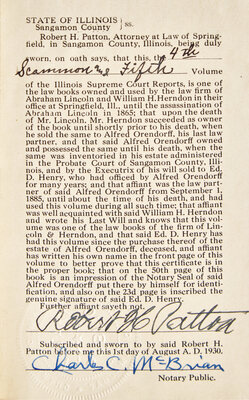 STATE OF ILLINOIS )
Sangamon County ) ss.
Robert H. Patton, Attorney at Law of Spring-
field, in Sangamon County, Illinois, being duly
sworn, on oath says, that this, the 4th
Scammon & Fifth Volume
of the Illinois Supreme Court Reports, is one of
the law books owned and used by the law firm of
Abraham Lincoln and William H. Herndon in their
office at Springfield, Ill., until the assassination of
Abraham Lincoln in 1865; that upon the death
of Mr. Lincoln, Mr. Herndon succeeded as owner
of the book until shortly prior to his death, when
he sold the same to Alfred Orendorff, his last law
partner, and that said Alfred Orendorff owned
and possessed the same until his death, when the
same was inventoried in his estate administered
in the Probate Court of Sangamon County, Illi-
nois, and by the Executrix of his will sold to Ed.
D. Henry, who had officed by Alfred Orendorff
for many years; and that affiant was the law part-
ner of said Alfred Orendorff from September 1,
1885, until about the time of his death, and had
used this volume during all such time; that affiant
was well acquainted with said William H. Herndon
and wrote his Last Will and knows that this vol-
ume was one of the law books of the firm of Lin-
coln & Herndon, and that said Ed. D. Henry has
had this volume since the purchase thereof of the
estate of Alfred Orendorff, deceased, and affiant
has written his own name in the front page of this
volume to better prove that this certificate is in
the proper book; that on the 50th page of this
book is an impression of the Notary Seal of said
Alfred Orendorff put there by himself for identi-
fication, and also on the 23d page is inscribed the
genuine signature of said Ed. D. Henry.
Further affiant sayeth not.
Robert H. Patton
Subscribed and sworn to by said Robert H.
Patton before me this 1st day of August A. D. 1930.
Charles C. McBrian
Notary Public.